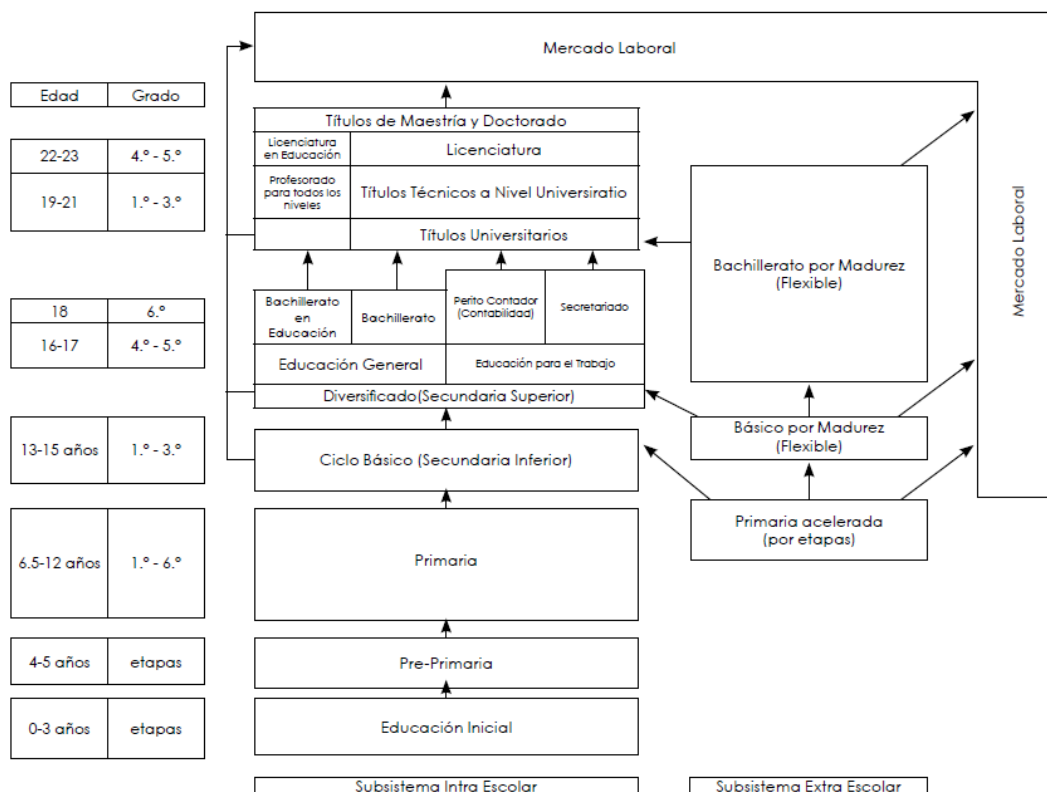 Mercado Laboral
Edad Grado
Títulos de Maestría y Doctorado
22-23 4.º - 5.º
Licenciatura
en Educación
Licenciatura
19-21 1.º - 3.º
Profesorado
para todos los
niveles
Títulos Técnicos a Nivel Universiratio
Títulos Universitarios
Bachillerato por Madurez
(Flexible)
Mercado Laboral
18 6.º
16-17 4.º - 5.º
Bachillerato
en
Educación
Bachillerato
Perito Contador
(Contabilidad)
Secretariado
Educación General
Educación para el Trabajo
Diversificado(Secundaria Superior)
13-15 años 1.º - 3.º
Ciclo Básico (Secundaria Inferior)
Básico por Madurez
(Flexible)
6.5-12 años 1.º - 6.º
Primaria
Primaria acelerada
(por etapas)
4-5 años etapas
Pre-Primaria
0-3 años etapas
Educación Inicial
Subsistema Intra Escolar
Subsistema Extra Escolar